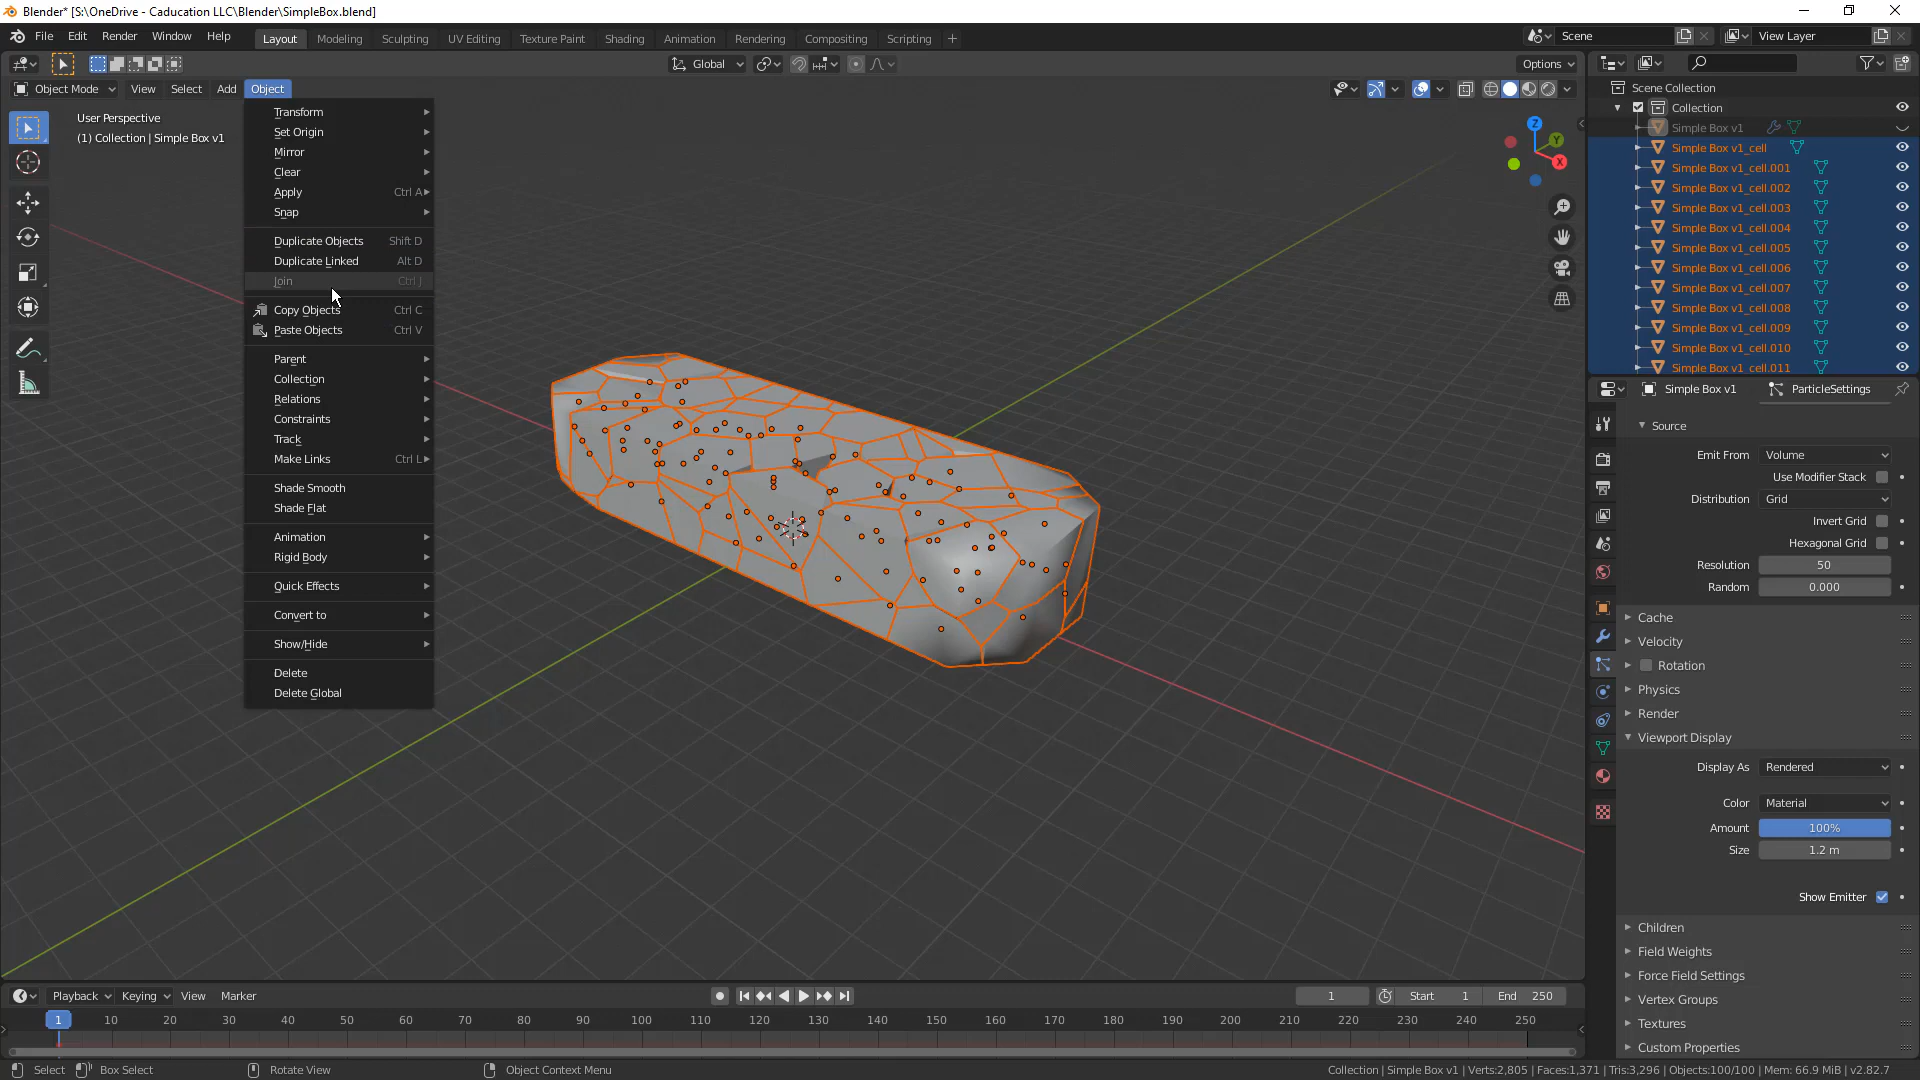 Blender* [S:\OneDrive - Caducation LLC\Blender\SimpleBox.blend]
File Edit Render Window Help Layout Modeling Sculpting UV Editing Texture Paint Shading Animation Rendering Compositing Scripting + Scene View Layer
Global Options
Object Mode View Select Add Object
User Perspective
(1) Collection | Simple Box v1
Transform
Set Origin
Mirror
Clear
Apply Ctrl A
Snap
Duplicate Objects Shift D
Duplicate Linked Alt D
Join Ctrl J
Copy Objects Ctrl C
Paste Objects Ctrl V
Parent
Collection
Relations
Constraints
Track
Make Links Ctrl L
Shade Smooth
Shade Flat
Animation
Rigid Body
Quick Effects
Convert to
Show/Hide
Delete
Delete Global
Z
Y
X
Scene Collection
Collection
Simple Box v1
Simple Box v1_cell
Simple Box v1_cell.001
Simple Box v1_cell.002
Simple Box v1_cell.003
Simple Box v1_cell.004
Simple Box v1_cell.005
Simple Box v1_cell.006
Simple Box v1_cell.007
Simple Box v1_cell.008
Simple Box v1_cell.009
Simple Box v1_cell.010
Simple Box v1_cell.011
Simple Box v1 ParticleSettings
Source
Emit From Volume
Use Modifier Stack
Distribution Grid
Invert Grid
Hexagonal Grid
Resolution 50
Random 0.000
Cache
Velocity
Rotation
Physics
Render
Viewport Display
Display As Rendered
Color Material
Amount 100%
Size 1.2 m
Show Emitter
Children
Field Weights
Force Field Settings
Vertex Groups
Textures
Custom Properties
Playback Keying View Marker 1 Start 1 End 250
1 10 20 30 40 50 60 70 80 90 100 110 120 130 140 150 160 170 180 190 200 210 220 230 240 250
Select Box Select Rotate View Object Context Menu Collection | Simple Box v1 | Verts:2,805 | Faces:1,371 | Tris:3,296 | Objects:100/100 | Mem: 66.9 MiB | v2.82.7